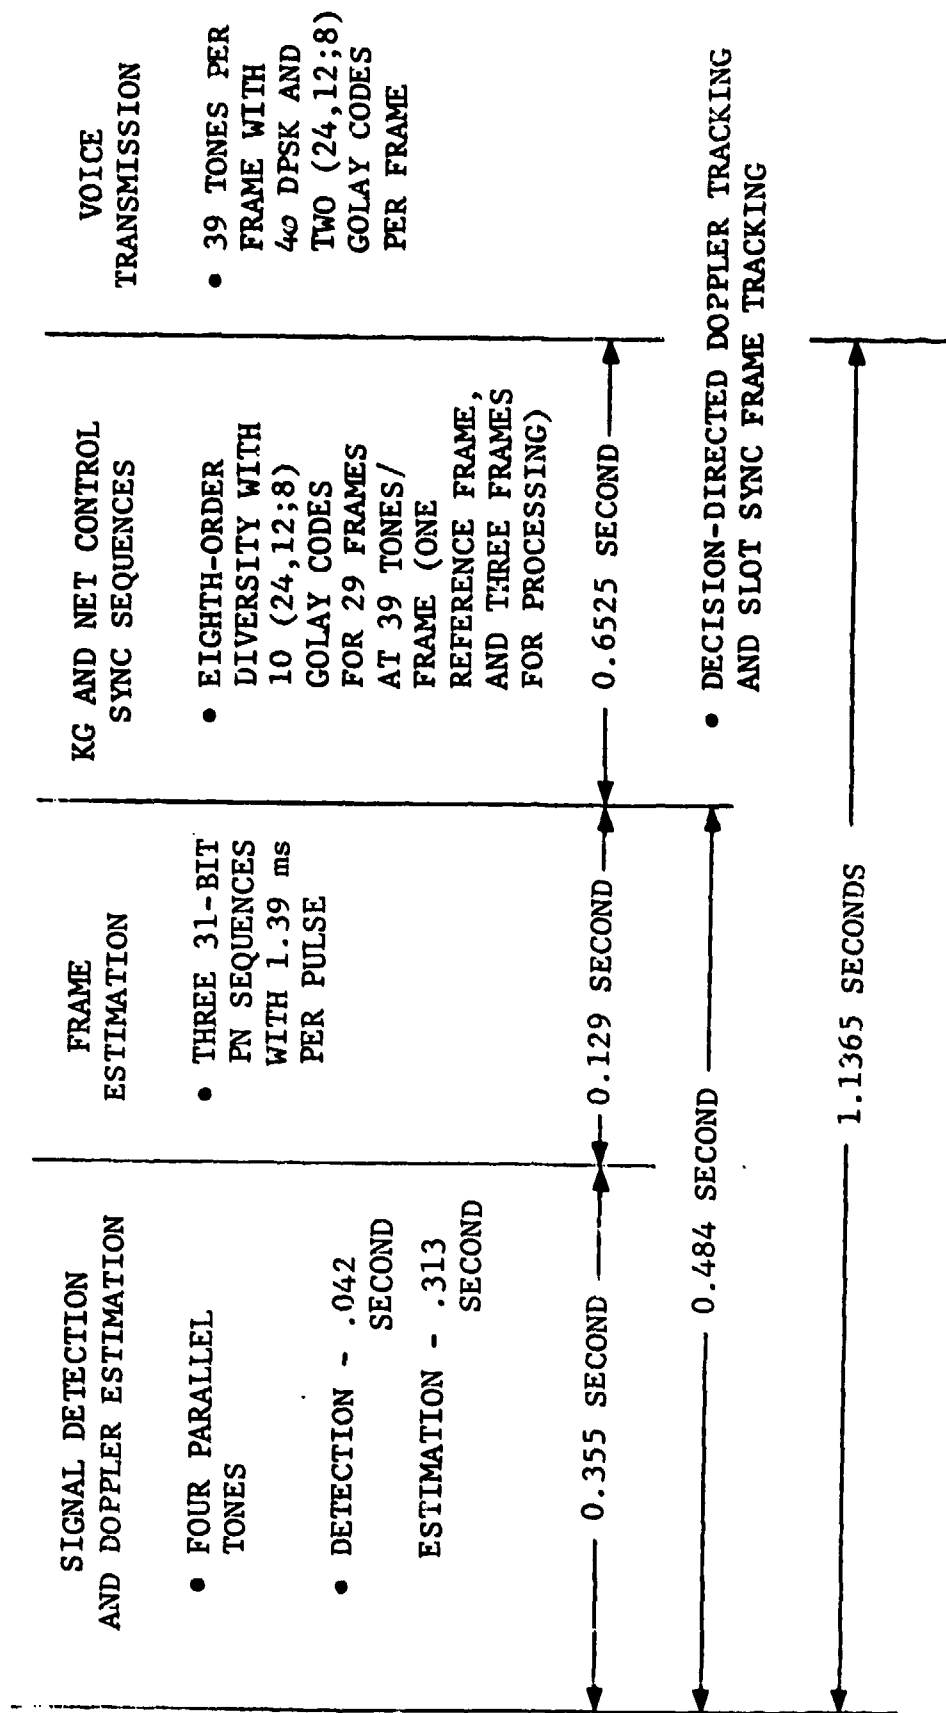 SIGNAL DETECTION
AND DOPPLER ESTIMATION
• FOUR PARALLEL
TONES
• DETECTION - .042
SECOND
ESTIMATION - .313
SECOND
0.355 SECOND
FRAME
ESTIMATION
• THREE 31-BIT
PN SEQUENCES
WITH 1.39 ms
PER PULSE
0.129 SECOND
0.484 SECOND
KG AND NET CONTROL
SYNC SEQUENCES
• EIGHTH-ORDER
DIVERSITY WITH
10 (24,12;8)
GOLAY CODES
FOR 29 FRAMES
AT 39 TONES/
FRAME (ONE
REFERENCE FRAME,
AND THREE FRAMES
FOR PROCESSING)
0.6525 SECOND
VOICE
TRANSMISSION
• 39 TONES PER
FRAME WITH
DPSK AND
TWO (24,12;8)
GOLAY CODES
PER FRAME
• DECISION-DIRECTED DOPPLER TRACKING
AND SLOT SYNC FRAME TRACKING
1.1365 SECONDS